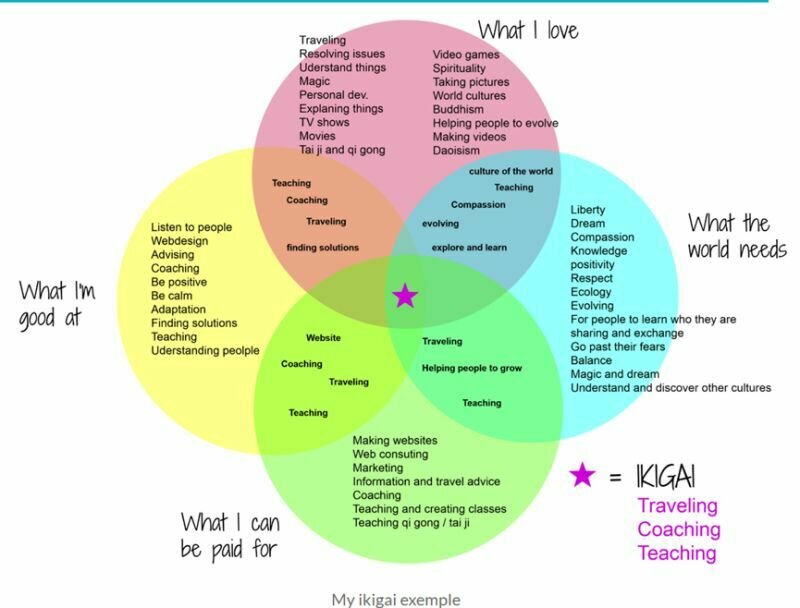 What I love
Traveling
Resolving issues
Uderstand things
Magic
Personal dev.
Explaning things
TV shows
Movies
Tai ji and qi gong
Video games
Spirituality
Taking pictures
World cultures
Buddhism
Helping people to evolve
Making videos
Daoisism
Teaching
Coaching
Traveling
finding solutions
culture of the world
Teaching
Compassion
evolving
explore and learn
What I'm
good at
Listen to people
Webdesign
Advising
Coaching
Be positive
Be calm
Adaptation
Finding solutions
Teaching
Uderstanding peolple
What the
world needs
Liberty
Dream
Compassion
Knowledge
positivity
Respect
Ecology
Evolving
For people to learn who they are
sharing and exchange
Go past their fears
Balance
Magic and dream
Understand and discover other cultures
Website
Coaching
Traveling
Teaching
Traveling
Helping people to grow
Teaching
What I can
be paid for
Making websites
Web consuting
Marketing
Information and travel advice
Coaching
Teaching and creating classes
Teaching qi gong / tai ji
= IKIGAI
Traveling
Coaching
Teaching
My ikigai exemple